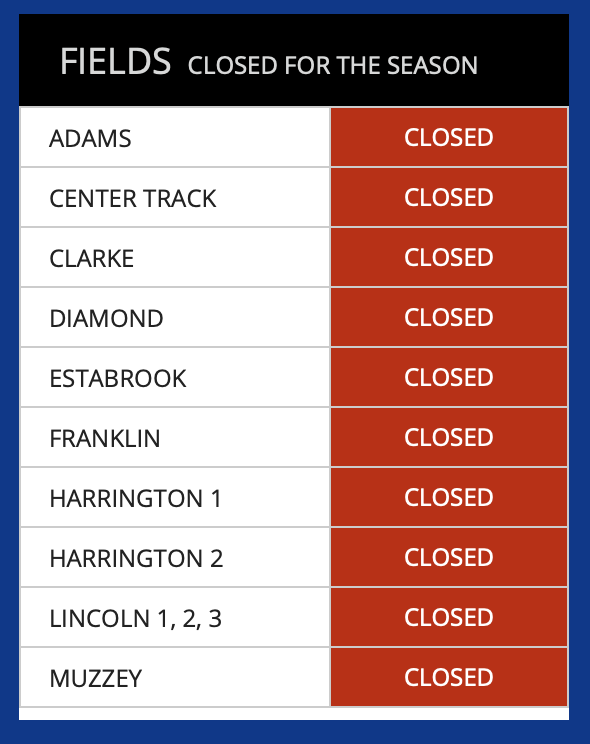 FIELDS CLOSED FOR THE SEASON
ADAMS CLOSED
CENTER TRACK CLOSED
CLARKE CLOSED
DIAMOND CLOSED
ESTABROOK CLOSED
FRANKLIN CLOSED
HARRINGTON 1 CLOSED
HARRINGTON 2 CLOSED
LINCOLN 1, 2, 3 CLOSED
MUZZEY CLOSED